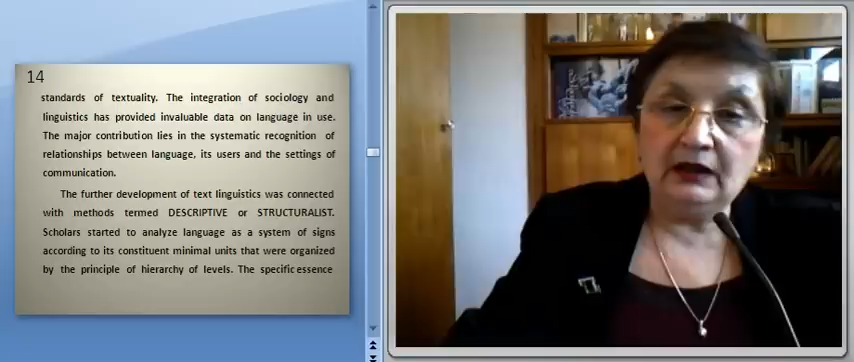 14
standards of textuality. The integration of sociology and
linguistics has provided invaluable data on language in use.
The major contribution lies in the systematic recognition of
relationships between language, its users and the settings of
communication.
The further development of text linguistics was connected
with methods termed DESCRIPTIVE or STRUCTURALIST.
Scholars started to analyze language as a system of signs
according to its constituent minimal units that were organized
by the principle of hierarchy of levels. The specific essence